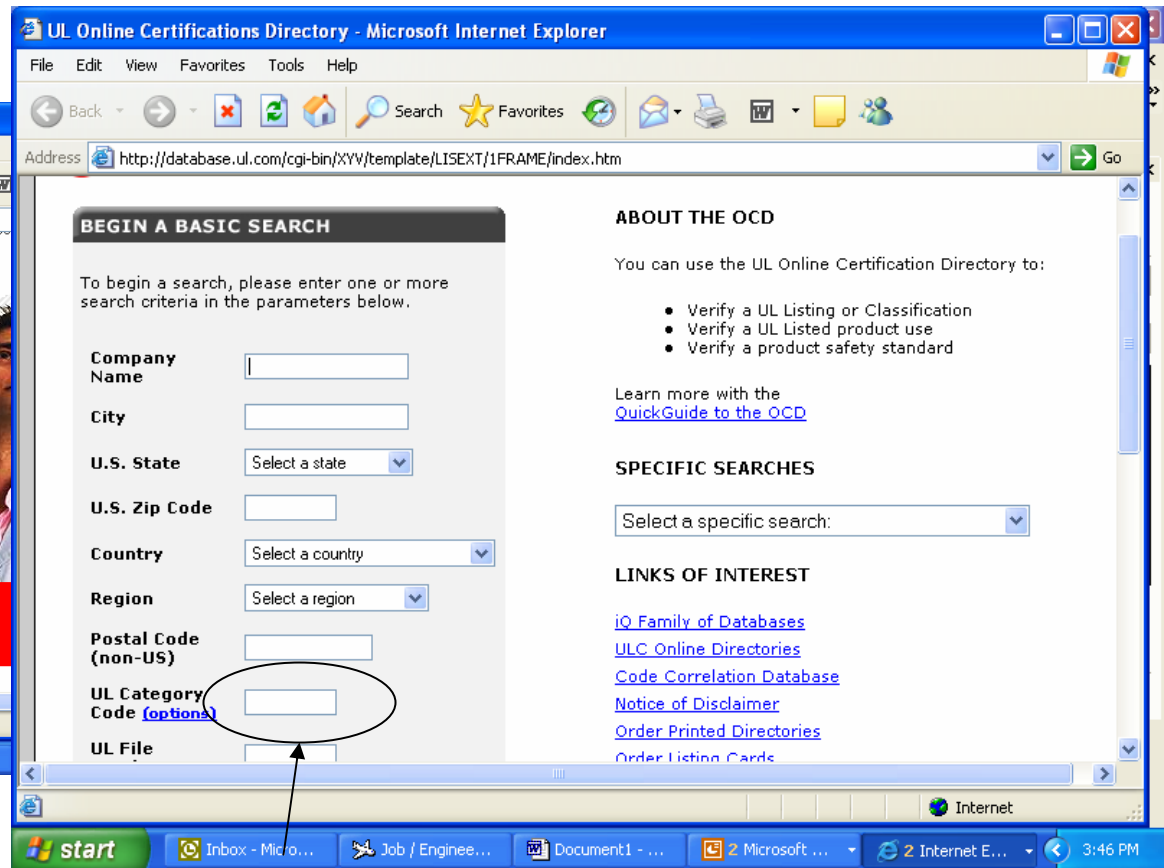 UL Online Certifications Directory - Microsoft Internet Explorer
File Edit View Favorites Tools Help
Back Search Favorites
Address http://database.ul.com/cgi-bin/XYV/template/LISEXT/1FRAME/index.htm Go
BEGIN A BASIC SEARCH
To begin a search, please enter one or more
search criteria in the parameters below.
Company
Name
City
U.S. State Select a state
U.S. Zip Code
Country Select a country
Region Select a region
Postal Code
(non-US)
UL Category
Code (options)
UL File
ABOUT THE OCD
You can use the UL Online Certification Directory to:
• Verify a UL Listing or Classification
• Verify a UL Listed product use
• Verify a product safety standard
Learn more with the
QuickGuide to the OCD
SPECIFIC SEARCHES
Select a specific search:
LINKS OF INTEREST
iQ Family of Databases
ULC Online Directories
Code Correlation Database
Notice of Disclaimer
Order Printed Directories
Order Listing Cards
Internet
start Inbox - Micro... Job / Enginee... Document1 - ... 2 Microsoft ... 2 Internet E... 3:46 PM